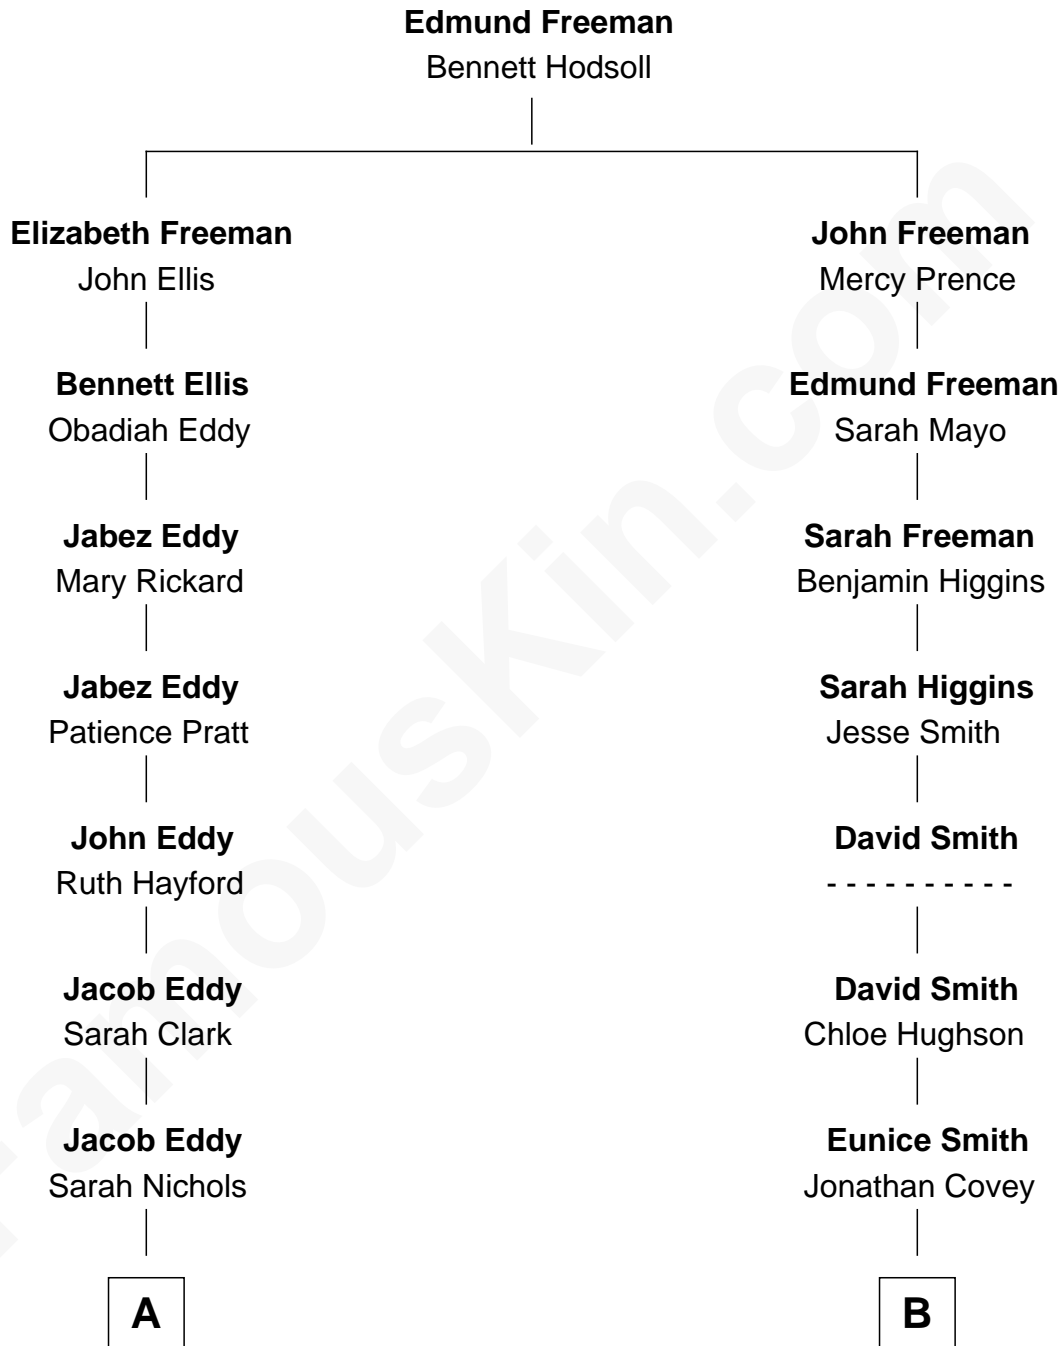 Edmund Freeman
Bennett Hodsoll
Elizabeth Freeman
John Ellis
John Freeman
Mercy Prence
Bennett Ellis
Obadiah Eddy
Edmund Freeman
Sarah Mayo
Jabez Eddy
Mary Rickard
Sarah Freeman
Benjamin Higgins
Jabez Eddy
Patience Pratt
Sarah Higgins
Jesse Smith
John Eddy
Ruth Hayford
David Smith
- - - - - - - - - -
Jacob Eddy
Sarah Clark
David Smith
Chloe Hughson
Jacob Eddy
Sarah Nichols
Eunice Smith
Jonathan Covey
A
B
FamousKin.com